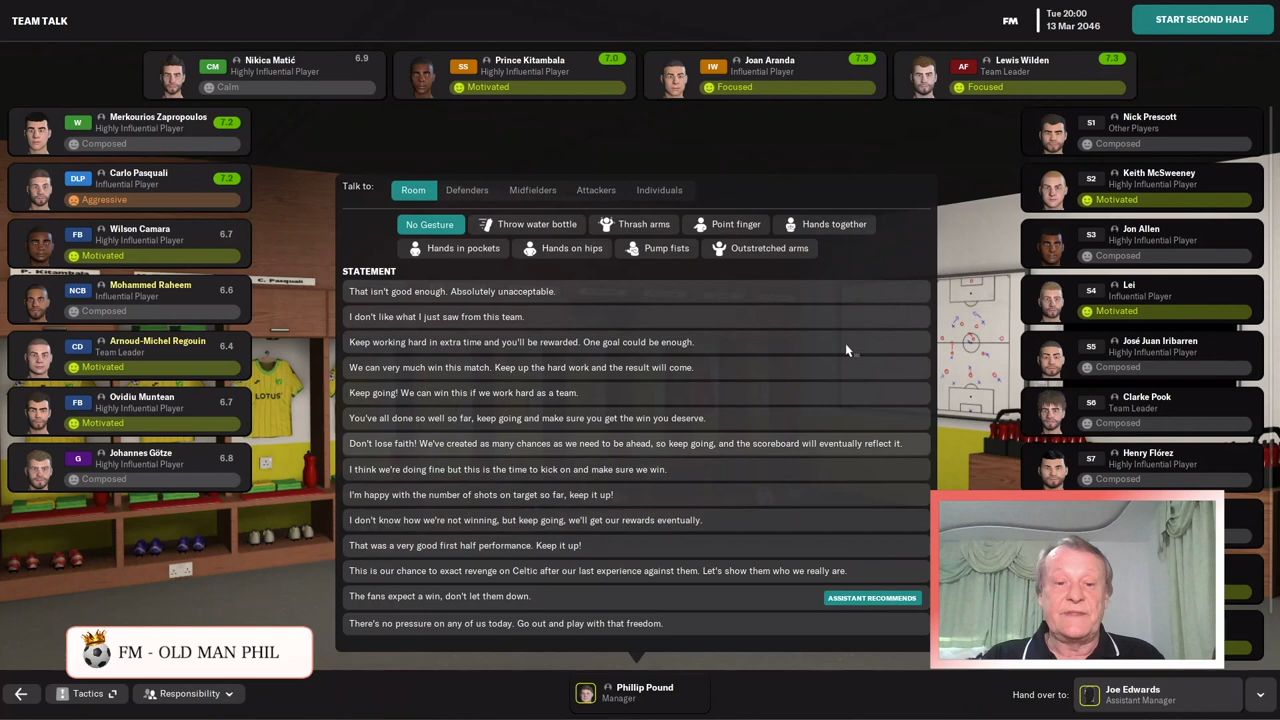 TEAM TALK
FM
Tue 20:00
13 Mar 2046
START SECOND HALF
CM
Nikica Matić
Highly Influential Player
6.9
Calm
SS
Prince Kitambala
Highly Influential Player
7.0
Motivated
IW
Joan Aranda
Influential Player
7.3
Focused
AF
Lewis Wilden
Team Leader
7.3
Focused
W
Merkourios Zapropoulos
Highly Influential Player
7.2
Composed
DLP
Carlo Pasquali
Influential Player
7.2
Aggressive
FB
Wilson Camara
Highly Influential Player
6.7
Motivated
P. KITAMBALA
C. PASQUALI
NCB
Mohammed Raheem
Influential Player
6.6
Composed
CD
Arnoud-Michel Regouin
Team Leader
6.4
Motivated
LOTUS
FB
Ovidiu Muntean
Highly Influential Player
6.7
Motivated
G
Johannes Götze
Highly Influential Player
6.8
Composed
Talk to:
Room
Defenders
Midfielders
Attackers
Individuals
No Gesture
Throw water bottle
Thrash arms
Point finger
Hands together
Hands in pockets
Hands on hips
Pump fists
Outstretched arms
STATEMENT
That isn't good enough. Absolutely unacceptable.
I don't like what I just saw from this team.
Keep working hard in extra time and you'll be rewarded. One goal could be enough.
We can very much win this match. Keep up the hard work and the result will come.
Keep going! We can win this if we work hard as a team.
You've all done so well so far, keep going and make sure you get the win you deserve.
Don't lose faith! We've created as many chances as we need to be ahead, so keep going, and the scoreboard will eventually reflect it.
I think we're doing fine but this is the time to kick on and make sure we win.
I'm happy with the number of shots on target so far, keep it up!
I don't know how we're not winning, but keep going, we'll get our rewards eventually.
That was a very good first half performance. Keep it up!
This is our chance to exact revenge on Celtic after our last experience against them. Let's show them who we really are.
The fans expect a win, don't let them down.
ASSISTANT RECOMMENDS
There's no pressure on any of us today. Go out and play with that freedom.
S1
Nick Prescott
Other Players
Composed
S2
Keith McSweeney
Highly Influential Player
Motivated
S3
Jon Allen
Highly Influential Player
Composed
S4
Lei
Influential Player
Motivated
S5
José Juan Iribarren
Highly Influential Player
Composed
S6
Clarke Pook
Team Leader
Composed
S7
Henry Flórez
Highly Influential Player
Composed
FM - OLD MAN PHIL
Tactics
Responsibility
Phillip Pound
Manager
Hand over to:
Joe Edwards
Assistant Manager